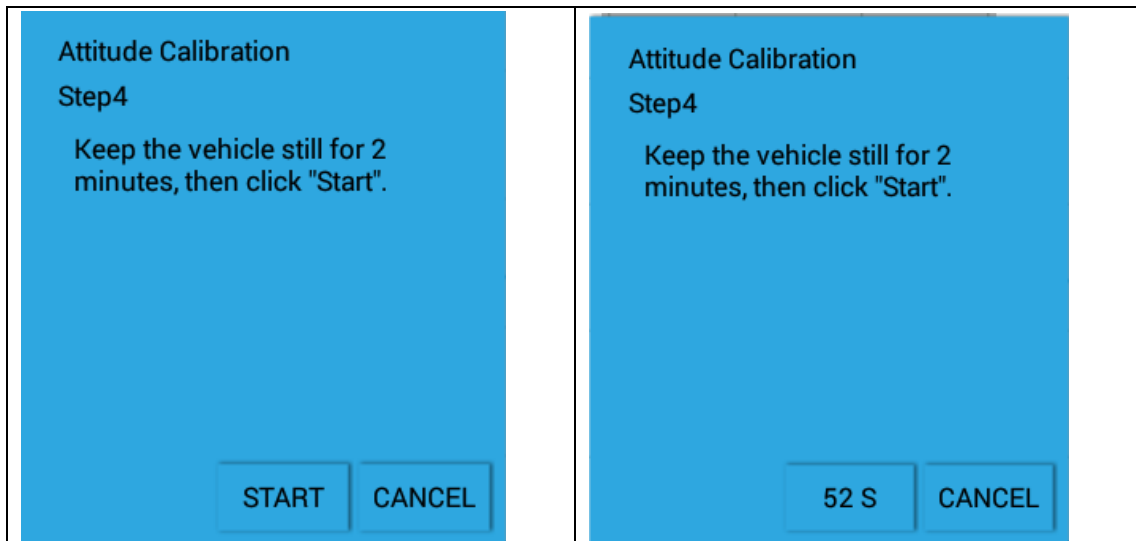 Attitude Calibration
Step4
Keep the vehicle still for 2
minutes, then click "Start".
START
CANCEL
Attitude Calibration
Step4
Keep the vehicle still for 2
minutes, then click "Start".
52 S
CANCEL